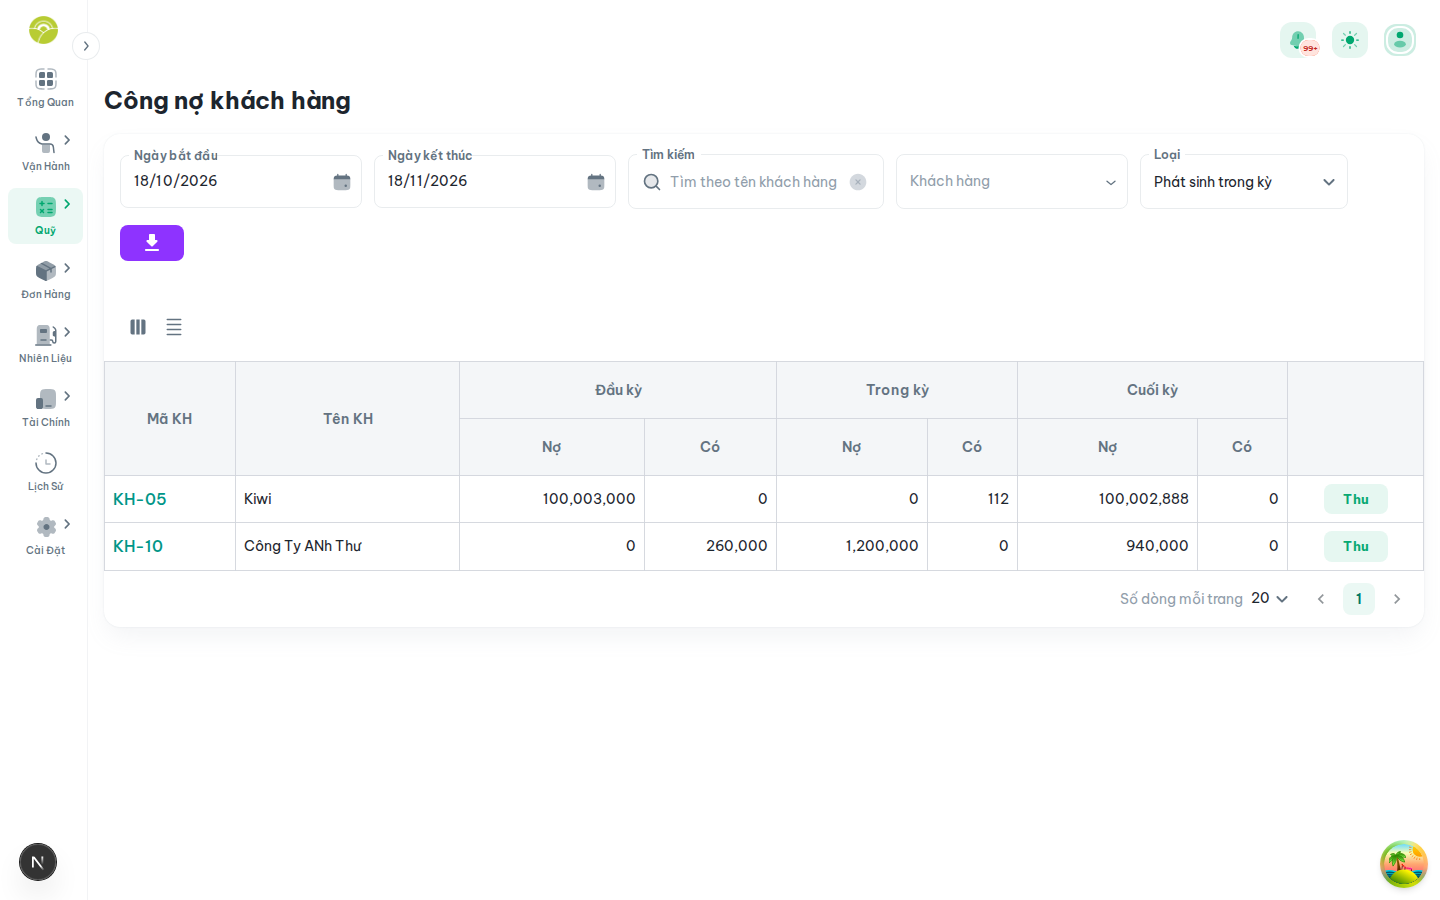 99+
Tổng Quan
Vận Hành
Quỹ
Đơn Hàng
Nhiên Liệu
Tài Chính
Lịch Sử
Cài Đặt
N
Công nợ khách hàng
Ngày bắt đầu
18/10/2026
Ngày kết thúc
18/11/2026
Tìm kiếm
Tìm theo tên khách hàng
Khách hàng
Loại
Phát sinh trong kỳ
Mã KH Tên KH Đầu kỳ Trong kỳ Cuối kỳ
Nợ Có Nợ Có Nợ Có
KH-05 Kiwi 100,003,000 0 0 112 100,002,888 0 Thu
KH-10 Công Ty ANh Thư 0 260,000 1,200,000 0 940,000 0 Thu
Số dòng mỗi trang 20 1